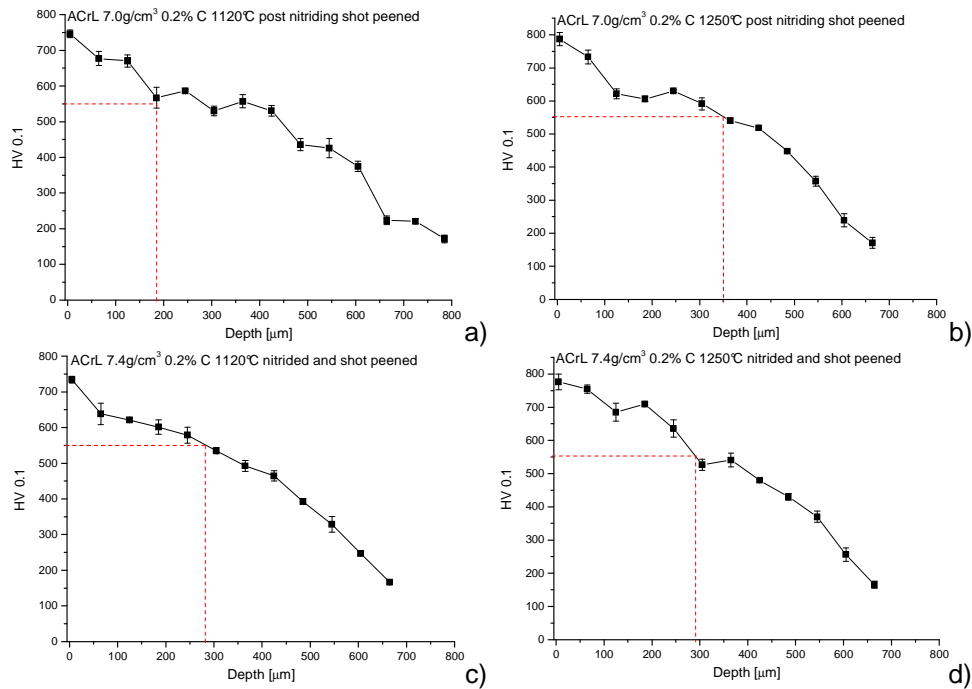 ACrL 7.0g/cm³ 0.2% C 1120°C post nitriding shot peened
800
700
600
500
400
300
200
100
0
HV 0.1
0 100 200 300 400 500 600 700 800
Depth [µm]
a)
ACrL 7.0g/cm³ 0.2% C 1250°C post nitriding shot peened
800
700
600
500
400
300
200
100
0
HV 0.1
0 100 200 300 400 500 600 700 800
Depth [µm]
b)
ACrL 7.4g/cm³ 0.2% C 1120°C nitrided and shot peened
800
700
600
500
400
300
200
100
0
HV 0.1
0 100 200 300 400 500 600 700 800
Depth [µm]
c)
ACrL 7.4g/cm³ 0.2% C 1250°C nitrided and shot peened
800
700
600
500
400
300
200
100
0
HV 0.1
0 100 200 300 400 500 600 700 800
Depth [µm]
d)